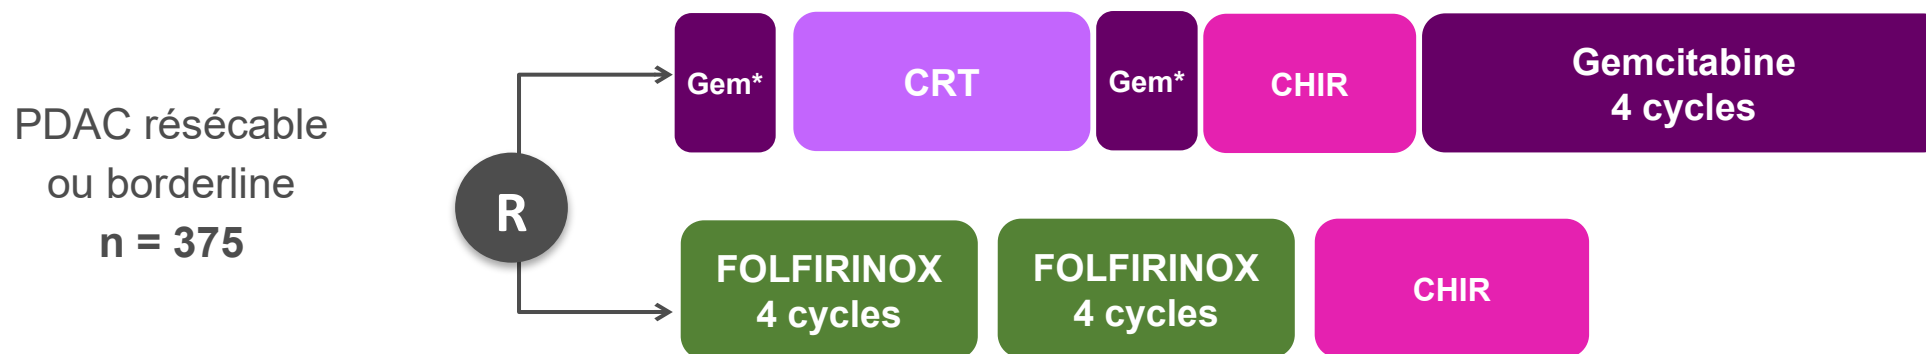 PDAC résécable
ou borderline
n = 375
R
Gem*
CRT
Gem*
CHIR
Gemcitabine
4 cycles
FOLFIRINOX
4 cycles
FOLFIRINOX
4 cycles
CHIR